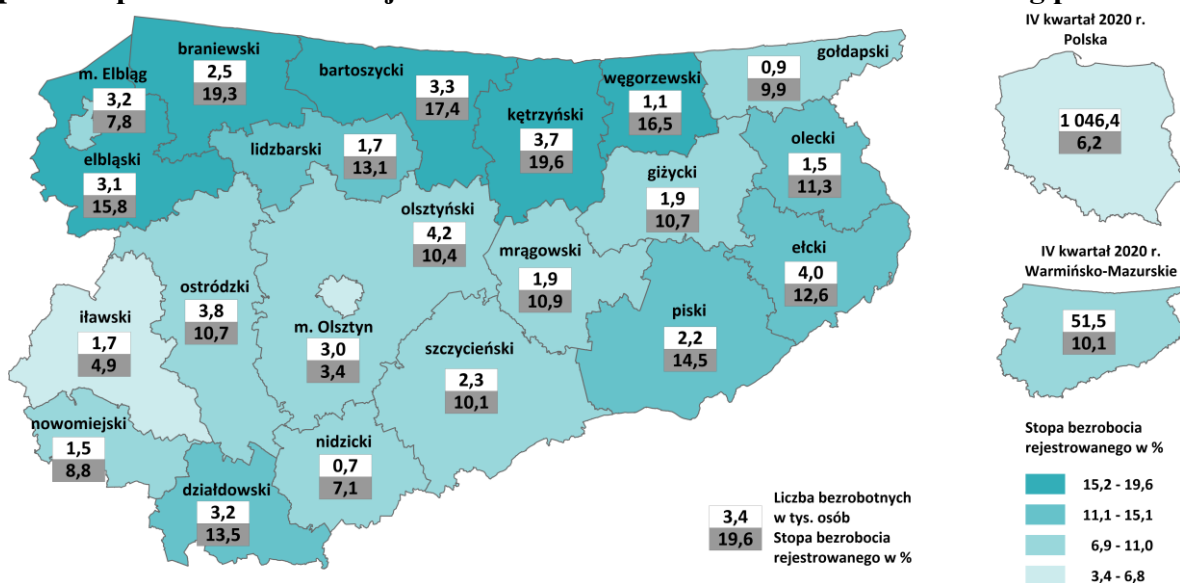 IV kwartał 2020 r.
Polska
1 046,4
6,2
braniewski
2,5
19,3
bartoszycki
3,3
17,4
gołdapski
0,9
9,9
m. Elbląg
3,2
7,8
węgorzewski
1,1
16,5
kętrzyński
3,7
19,6
olecki
1,5
11,3
lidzbarski
1,7
13,1
elbląski
3,1
15,8
giżycki
1,9
10,7
olsztyński
4,2
10,4
mrągowski
1,9
10,9
ełcki
4,0
12,6
IV kwartał 2020 r.
Warmińsko-Mazurskie
51,5
10,1
ostródzki
3,8
10,7
iławski
1,7
4,9
m. Olsztyn
3,0
3,4
piski
2,2
14,5
szczycieński
2,3
10,1
nowomiejski
1,5
8,8
nidzicki
0,7
7,1
działdowski
3,2
13,5
3,4
19,6
Liczba bezrobotnych
w tys. osób
Stopa bezrobocia
rejestrowanego w %
Stopa bezrobocia
rejestrowanego w %
15,2 - 19,6
11,1 - 15,1
6,9 - 11,0
3,4 - 6,8